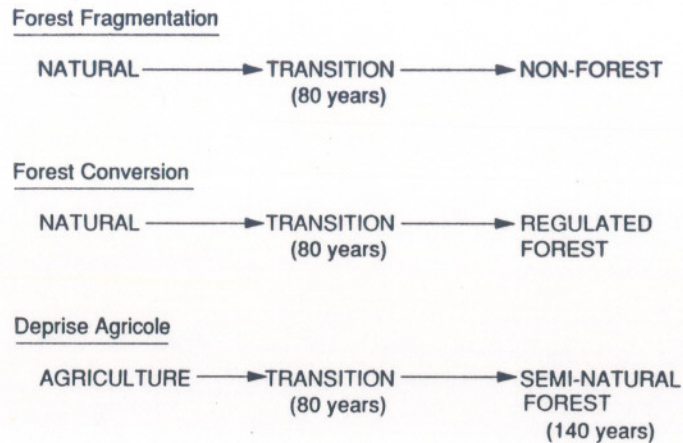 Forest Fragmentation
NATURAL TRANSITION NON-FOREST
(80 years)
Forest Conversion
NATURAL TRANSITION REGULATED
(80 years) FOREST
Deprise Agricole
AGRICULTURE TRANSITION SEMI-NATURAL
(80 years) FOREST
(140 years)